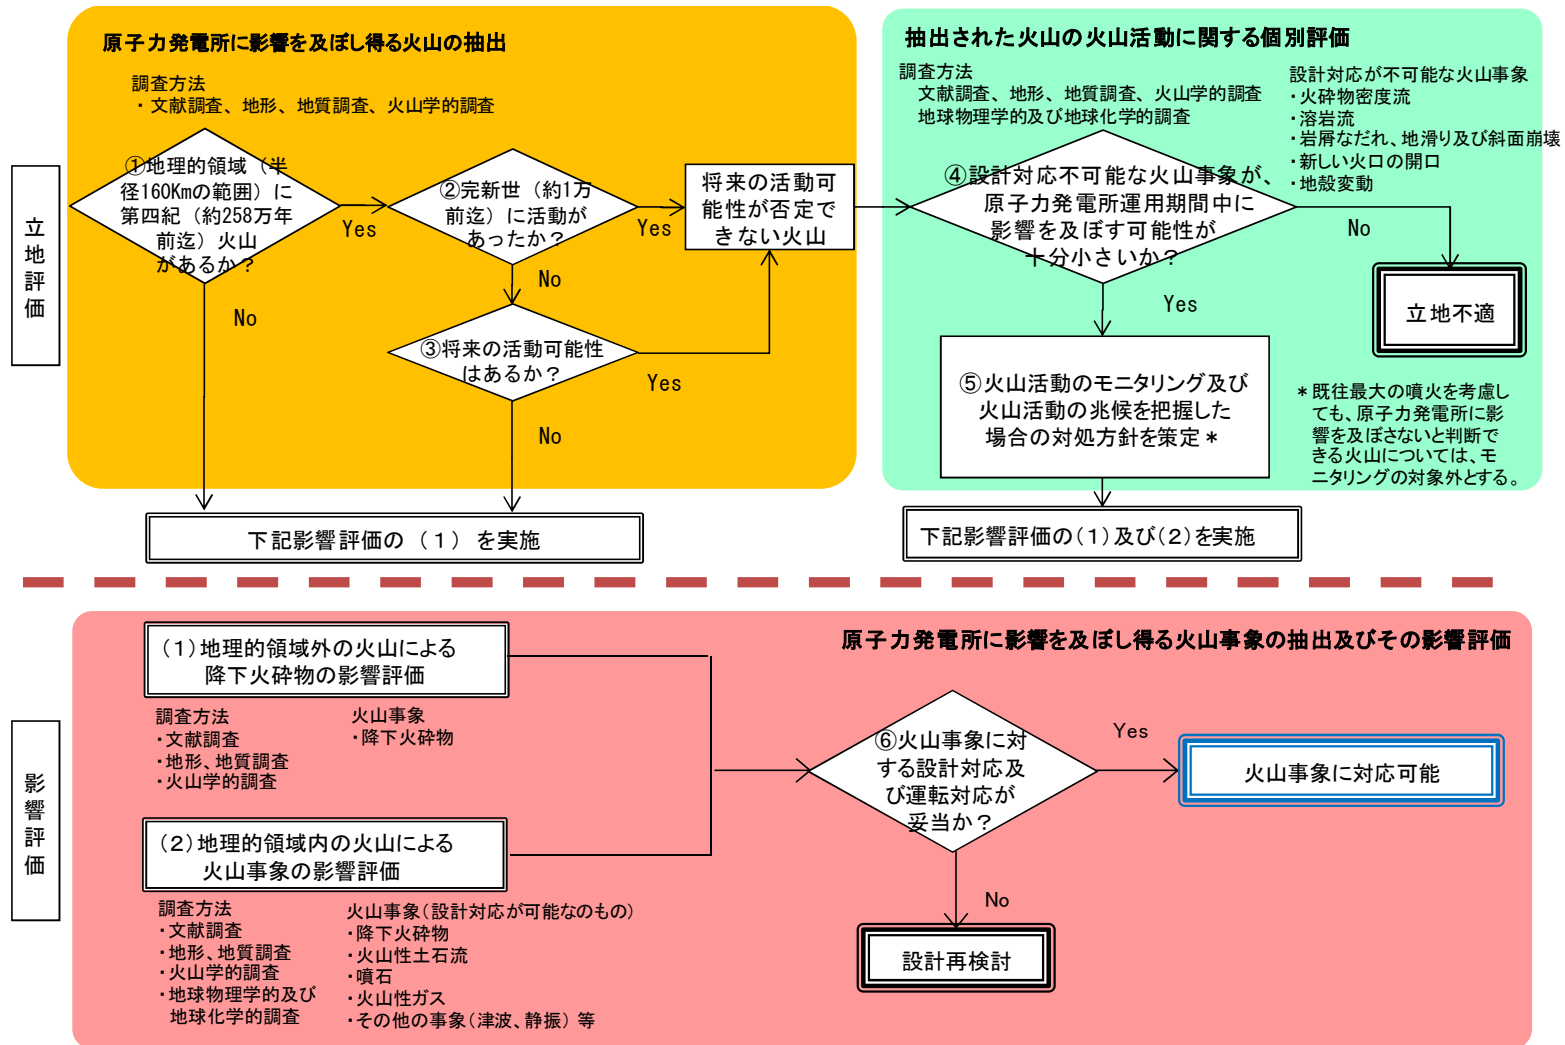 原子力発電所に影響を及ぼし得る火山の抽出
調査方法
・文献調査、地形、地質調査、火山学的調査
立地評価
①地理的領域（半
径160Kmの範囲）に
第四紀（約258万年
前迄）火山
があるか？
Yes
No
②完新世（約1万
前迄）に活動が
あったか？
Yes
No
③将来の活動可能性
はあるか？
Yes
No
将来の活動可
能性が否定で
きない火山
下記影響評価の（１）を実施
抽出された火山の火山活動に関する個別評価
調査方法
文献調査、地形、地質調査、火山学的調査
地球物理学的及び地球化学的調査
設計対応が不可能な火山事象
・火砕物密度流
・溶岩流
・岩屑なだれ、地滑り及び斜面崩壊
・新しい火口の開口
・地殻変動
④設計対応不可能な火山事象が、
原子力発電所運用期間中に
影響を及ぼす可能性が
十分小さいか？
No
Yes
立地不適
⑤火山活動のモニタリング及び
火山活動の兆候を把握した
場合の対処方針を策定＊
＊既往最大の噴火を考慮し
ても、原子力発電所に影
響を及ぼさないと判断で
きる火山については、モ
ニタリングの対象外とする。
下記影響評価の（１）及び（２）を実施
影響評価
原子力発電所に影響を及ぼし得る火山事象の抽出及びその影響評価
（１）地理的領域外の火山による
降下火砕物の影響評価
調査方法
・文献調査
・地形、地質調査
・火山学的調査
火山事象
・降下火砕物
（２）地理的領域内の火山による
火山事象の影響評価
調査方法
・文献調査
・地形、地質調査
・火山学的調査
・地球物理学的及び
地球化学的調査
火山事象（設計対応が可能なのもの）
・降下火砕物
・火山性土石流
・噴石
・火山性ガス
・その他の事象（津波、静振）等
⑥火山事象に対
する設計対応及
び運転対応が
妥当か？
Yes
No
火山事象に対応可能
設計再検討